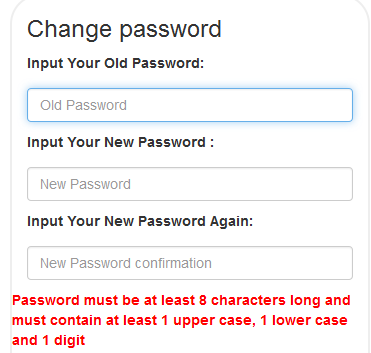 Change password
Input Your Old Password:
Old Password
Input Your New Password :
New Password
Input Your New Password Again:
New Password confirmation
Password must be at least 8 characters long and
must contain at least 1 upper case, 1 lower case
and 1 digit